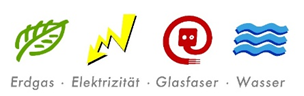 Erdgas · Elektrizität · Glasfaser · Wasser